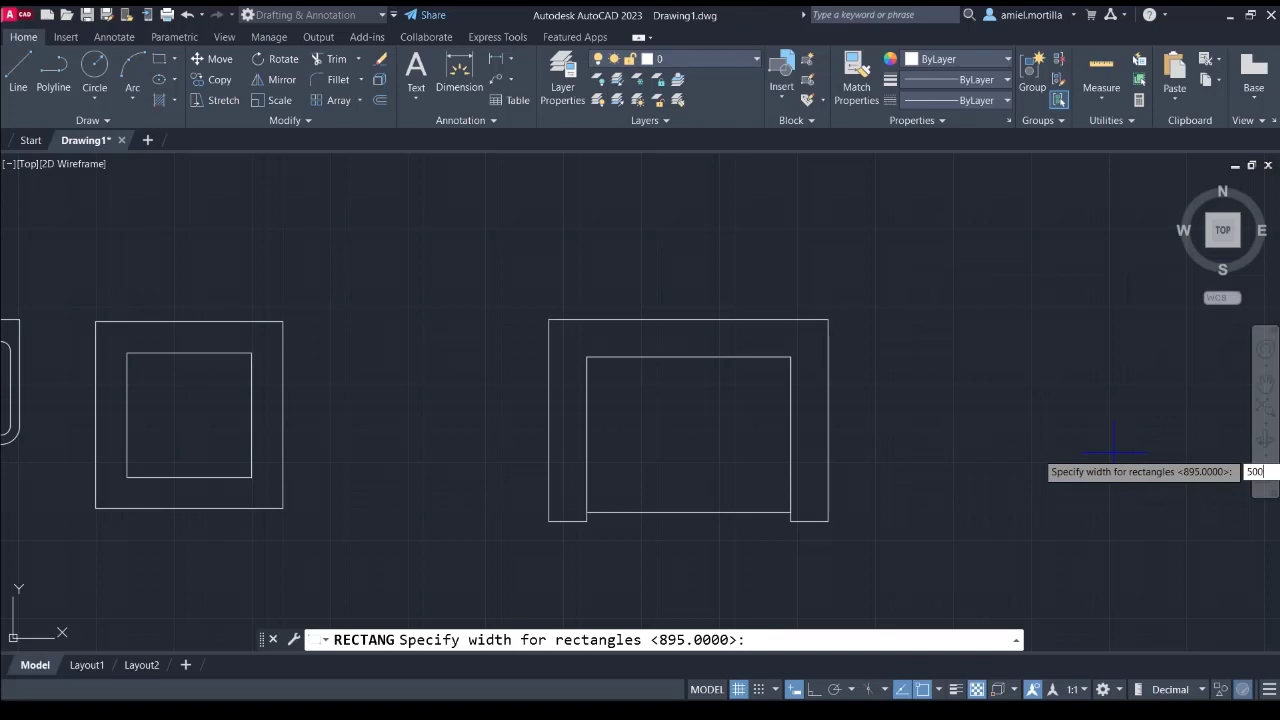 CAD Drafting & Annotation Share Autodesk AutoCAD 2023 Drawing1.dwg Type a keyword or phrase amiel.mortilla
Home Insert Annotate Parametric View Manage Output Add-ins Collaborate Express Tools Featured Apps
Line Polyline Circle Arc
Move Rotate Trim
Copy Mirror Fillet
Stretch Scale Array
Text Dimension Table
Layer Properties 0
Insert
Match Properties ByLayer
ByLayer
ByLayer
Group Measure Paste Base
Draw Modify Annotation Layers Block Properties Groups Utilities Clipboard View
Start Drawing1*
[−][Top][2D Wireframe]
N
W TOP E
S
WCS
Specify width for rectangles <895.0000>: 500
Y
X
RECTANG Specify width for rectangles <895.0000>:
Model Layout1 Layout2
MODEL 1:1 Decimal